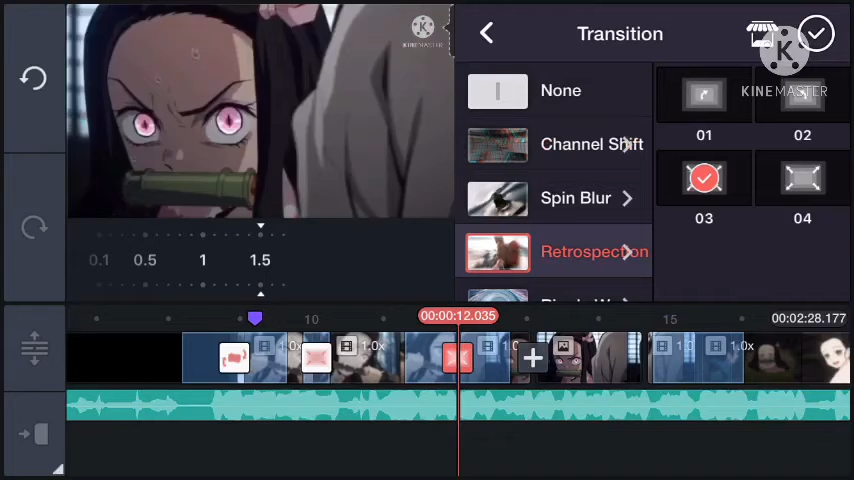 KINEMASTER
Transition
K
KINEMASTER
None
01
02
Channel Shift
Spin Blur
03
04
Retrospection
0.1 0.5 1 1.5
10
00:00:12.035
15
00:02:28.177
1.0x
1.0x
1.0
1.0x